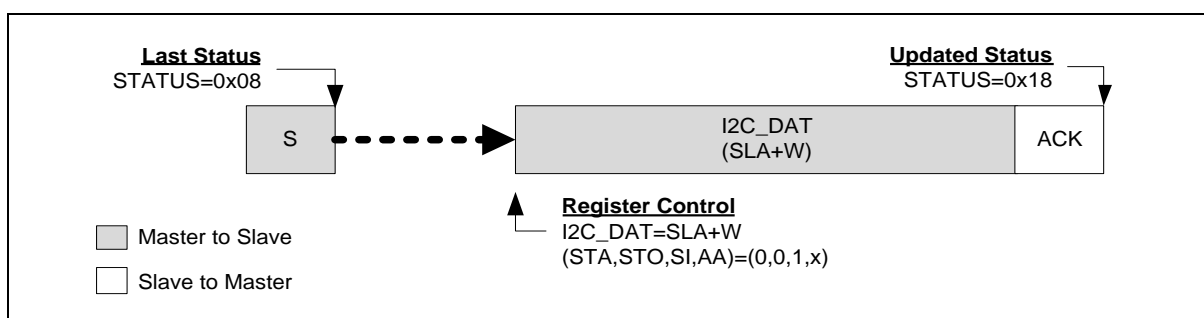 Last Status
STATUS=0x08
Updated Status
STATUS=0x18
S
I2C_DAT
(SLA+W)
ACK
Register Control
I2C_DAT=SLA+W
(STA,STO,SI,AA)=(0,0,1,x)
Master to Slave
Slave to Master